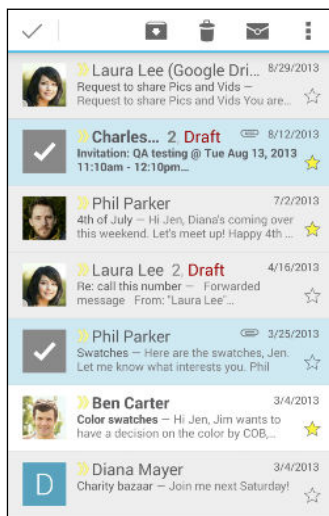 Laura Lee (Google Dri... 8/29/2013
Request to share Pics and Vids –
Request to share Pics and Vids You are...
Charles... 2, Draft 8/12/2013
Invitation: QA testing @ Tue Aug 13, 2013
11:10am - 12:10pm...
Phil Parker 7/2/2013
4th of July – Hi Jen, Diana's coming over
this weekend. Let's meet up! Happy 4th ...
Laura Lee 2, Draft 4/16/2013
Re: call this number – Forwarded
message From: "Laura Lee"...
Phil Parker 3/25/2013
Swatches – Here are the swatches, Jen.
Let me know what interests you. Phil
Ben Carter 3/4/2013
Color swatches – Hi Jen, Jim wants to
have a decision on the color by COB,...
D Diana Mayer 3/4/2013
Charity bazaar – Join me next Saturday!